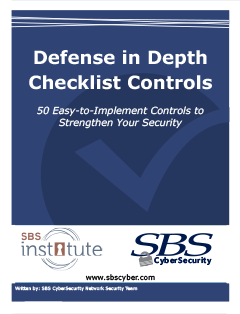 Defense in Depth
Checklist Controls
50 Easy-to-Implement Controls to
Strengthen Your Security
SBS
institute
SBS
CyberSecurity
www.sbscyber.com
Written by: SBS CyberSecurity Network Security Team